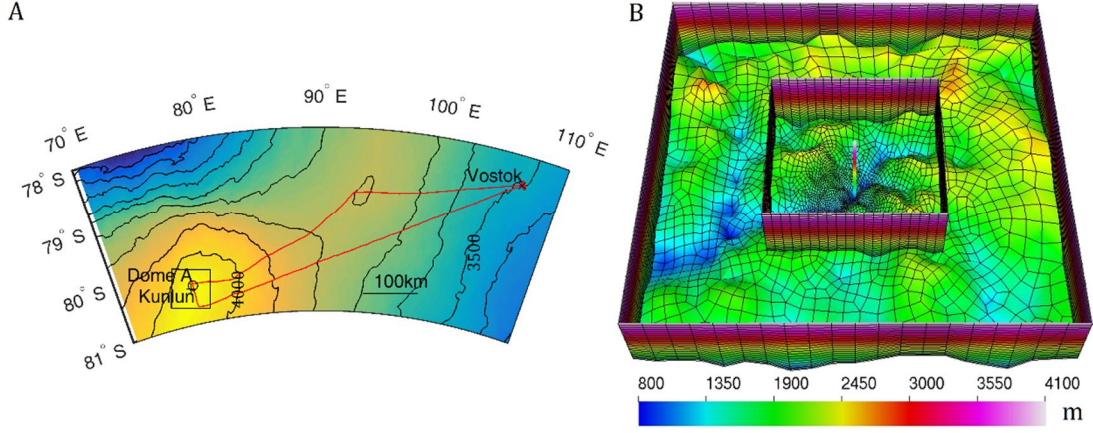 A
70° E
80° E
90° E
100° E
110° E
78° S
79° S
80° S
81° S
Vostok
Dome A
Kunlun
4000
3500
100km
B
800 1350 1900 2450 3000 3550 4100
m